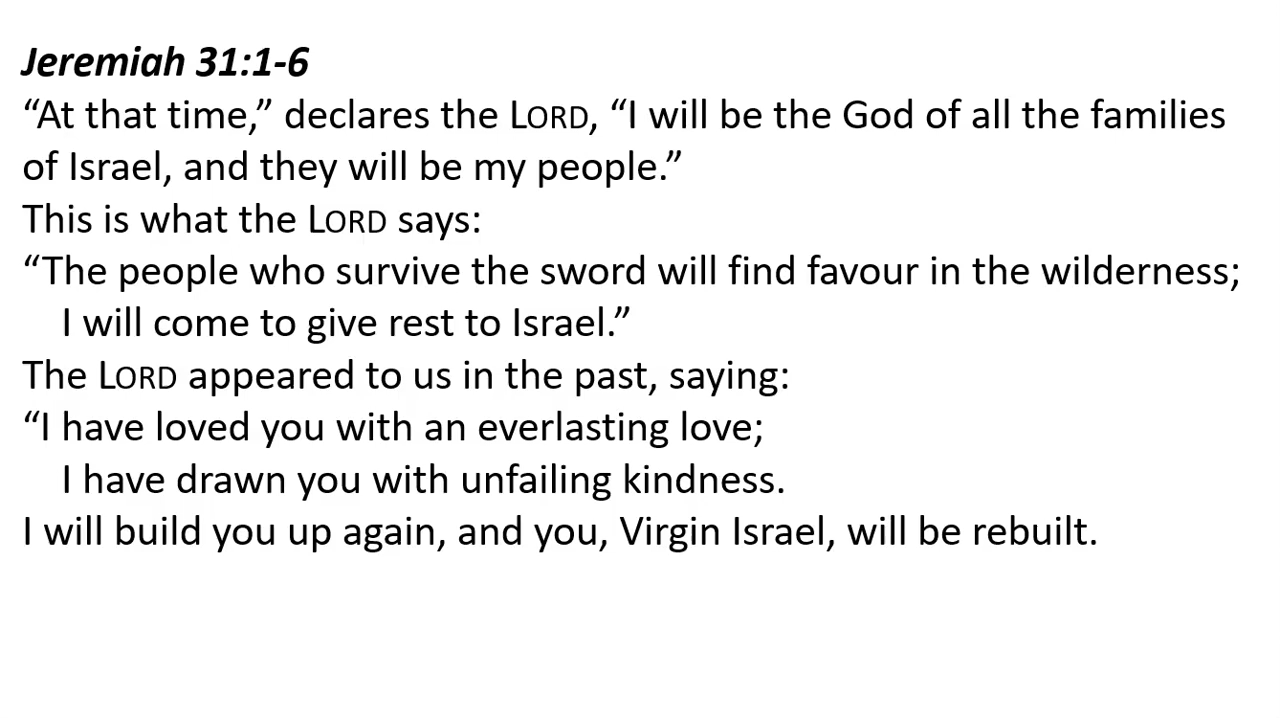 Jeremiah 31:1-6
“At that time,” declares the LORD, “I will be the God of all the families
of Israel, and they will be my people.”
This is what the LORD says:
“The people who survive the sword will find favour in the wilderness;
I will come to give rest to Israel.”
The LORD appeared to us in the past, saying:
“I have loved you with an everlasting love;
I have drawn you with unfailing kindness.
I will build you up again, and you, Virgin Israel, will be rebuilt.